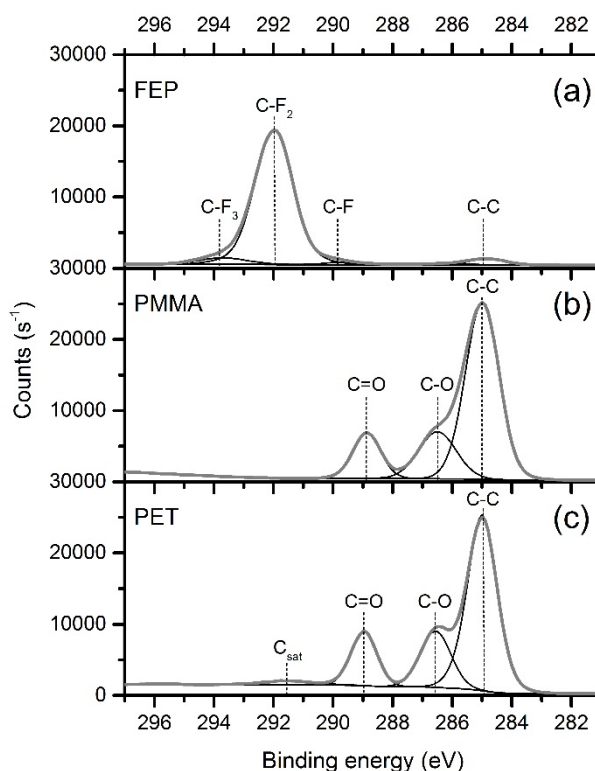 296 294 292 290 288 286 284 282
30000
FEP
(a)
C-F2
20000
10000
C-F3
C-F
C-C
30000
PMMA
(b)
C-C
20000
C=O
C-O
10000
Counts (s-1)
30000
PET
(c)
C-C
20000
C=O
C-O
10000
Csat
0
296 294 292 290 288 286 284 282
Binding energy (eV)